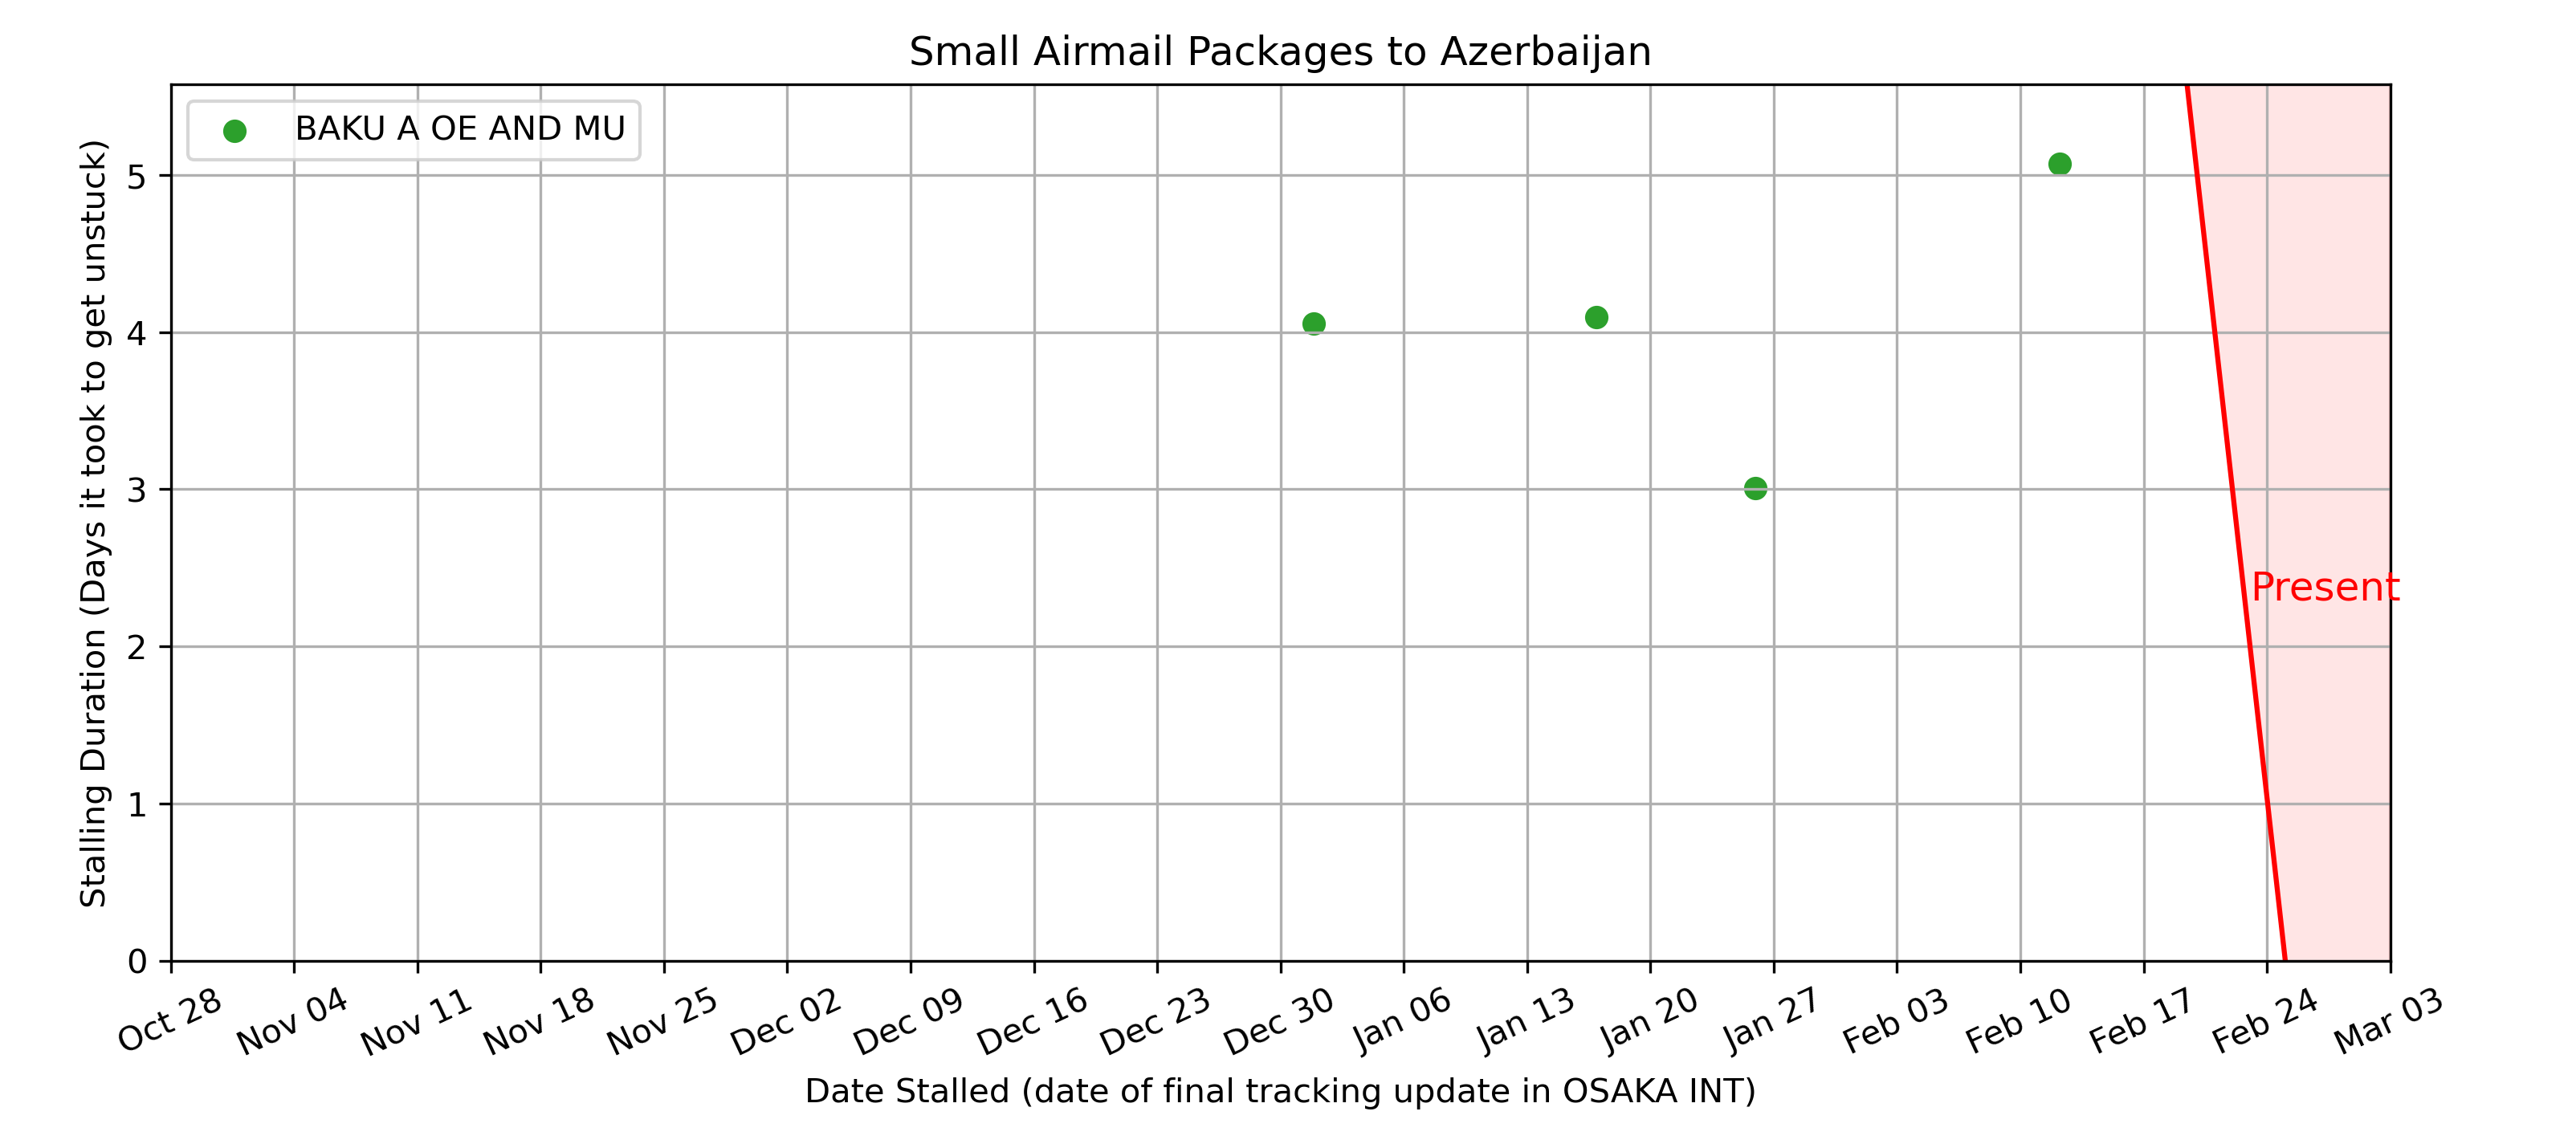 Small Airmail Packages to Azerbaijan
BAKU A OE AND MU
Stalling Duration (Days it took to get unstuck)
5
4
3
2
1
0
Present
Oct 28
Nov 04
Nov 11
Nov 18
Nov 25
Dec 02
Dec 09
Dec 16
Dec 23
Dec 30
Jan 06
Jan 13
Jan 20
Jan 27
Feb 03
Feb 10
Feb 17
Feb 24
Mar 03
Date Stalled (date of final tracking update in OSAKA INT)